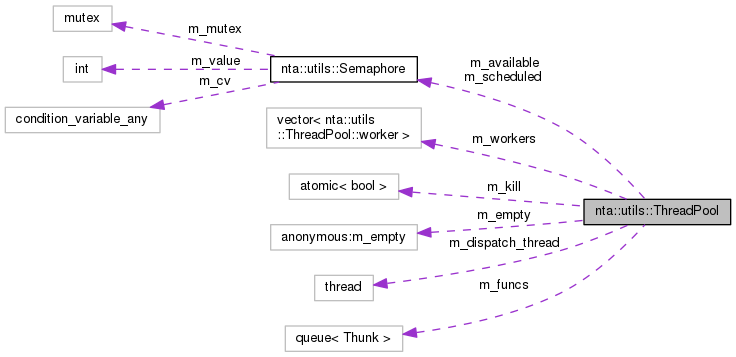 mutex
m_mutex
int
m_value
m_cv
condition_variable_any
nta::utils::Semaphore
m_available
m_scheduled
vector< nta::utils
::ThreadPool::worker >
m_workers
atomic< bool >
m_kill
nta::utils::ThreadPool
anonymous:m_empty
m_empty
m_dispatch_thread
thread
m_funcs
queue< Thunk >